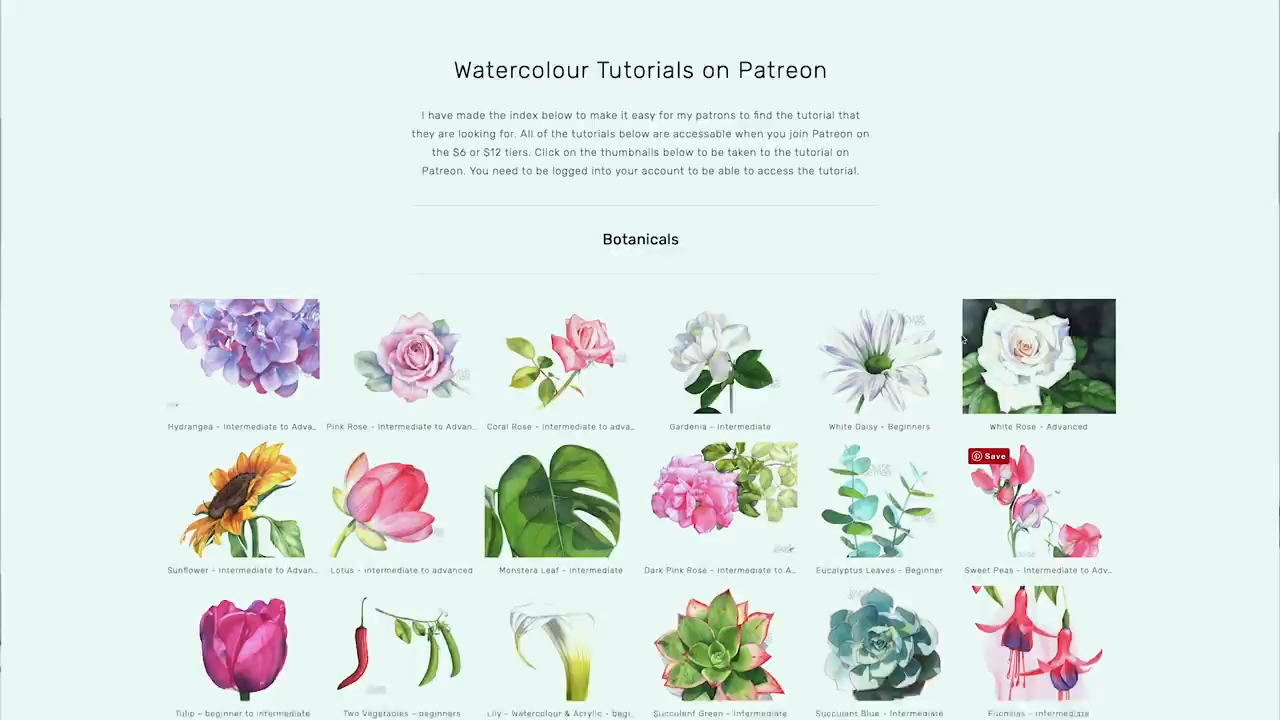 Watercolour Tutorials on Patreon
I have made the index below to make it easy for my patrons to find the tutorial that
they are looking for. All of the tutorials below are accessable when you join Patreon on
the $6 or $12 tiers. Click on the thumbnails below to be taken to the tutorial on
Patreon. You need to be logged into your account to be able to access the tutorial.
Botanicals
Hydrangea - Intermediate to Adva...
Pink Rose - Intermediate to Advan...
Coral Rose - Intermediate to adva...
Gardenia - Intermediate
White Daisy - Beginners
White Rose - Advanced
Save
Sunflower - Intermediate to Advan...
Lotus - Intermediate to advanced
Monstera Leaf - Intermediate
Dark Pink Rose - Intermediate to A...
Eucalyptus Leaves - Beginner
Sweet Peas - Intermediate to Adv...
Tulip - beginner to intermediate
Two Vegetables - beginners
Lily - Watercolour & Acrylic - begi...
Succulent Green - Intermediate
Succulent Blue - Intermediate
Fuchsias - intermediate